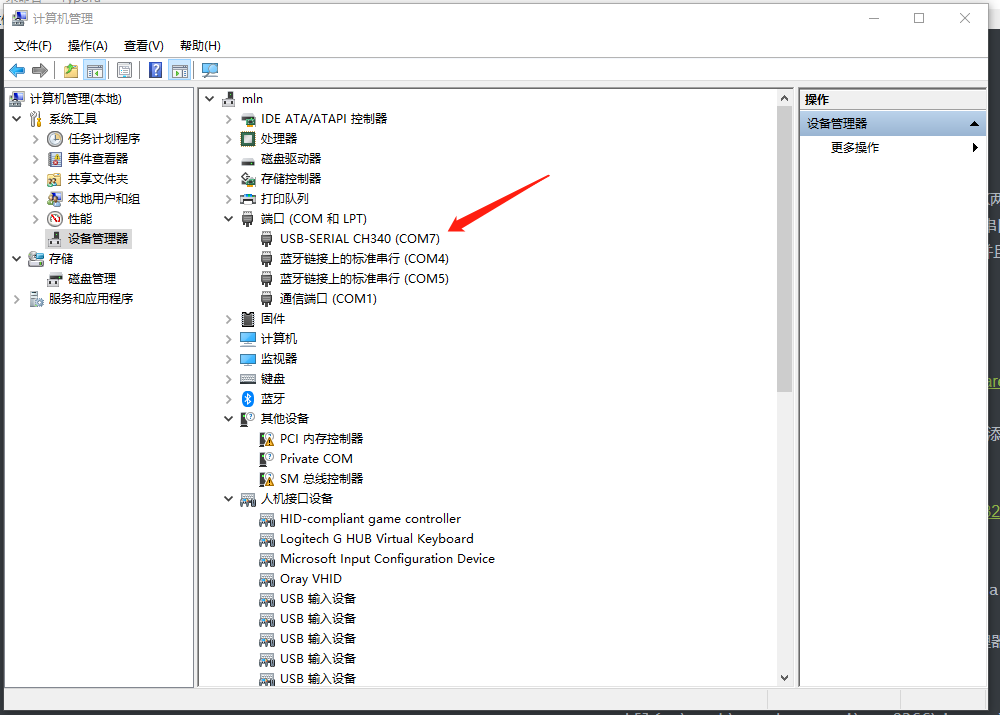 计算机管理
文件(F) 操作(A) 查看(V) 帮助(H)
计算机管理(本地)
系统工具
任务计划程序
事件查看器
共享文件夹
本地用户和组
性能
设备管理器
存储
磁盘管理
服务和应用程序
mln
IDE ATA/ATAPI 控制器
处理器
磁盘驱动器
存储控制器
打印队列
端口 (COM 和 LPT)
USB-SERIAL CH340 (COM7)
蓝牙链接上的标准串行 (COM4)
蓝牙链接上的标准串行 (COM5)
通信端口 (COM1)
固件
计算机
监视器
键盘
蓝牙
其他设备
PCI 内存控制器
Private COM
SM 总线控制器
人机接口设备
HID-compliant game controller
Logitech G HUB Virtual Keyboard
Microsoft Input Configuration Device
Oray VHID
USB 输入设备
USB 输入设备
USB 输入设备
USB 输入设备
USB 输入设备
操作
设备管理器
更多操作